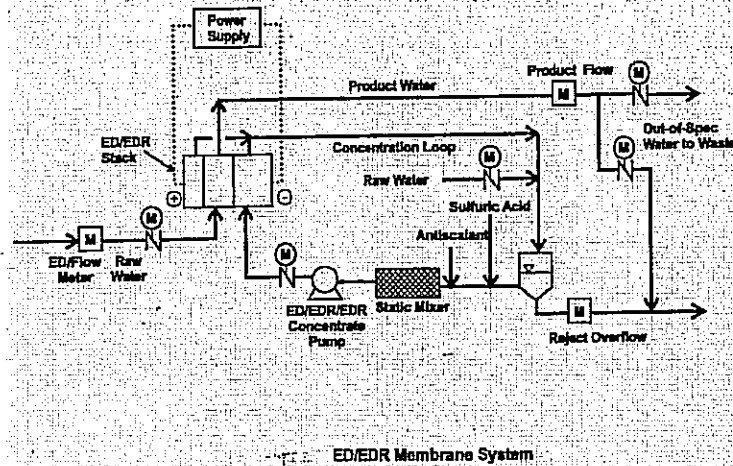 Power
Supply
Product Flow
M
M
Product Water
Out-of-Spec
Water to Waste
M
ED/EDR
Stack
Concentration Loop
M
Raw Water
Sulfuric Acid
Antiscalant
+
-
M
M
ED/Flow
Meter
Raw
Water
M
ED/EDR/EDR
Concentrate
Pump
Static Mixer
M
Reject Overflow
ED/EDR Membrane System